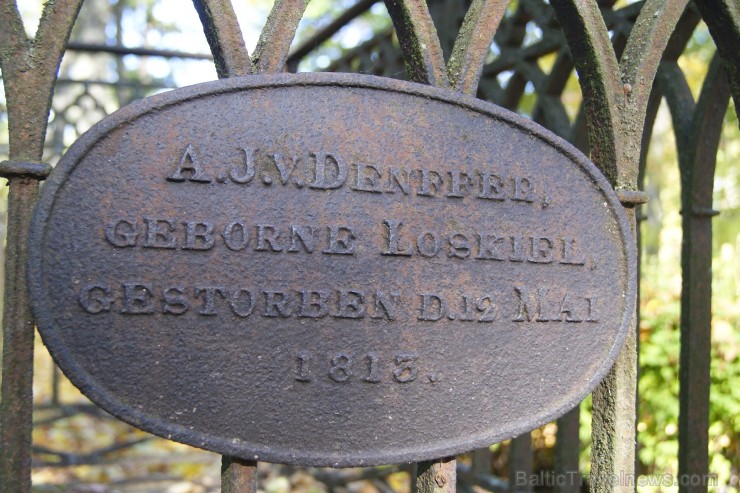 A. J. v. DENFFER,
GEBORNE LOSKIEL,
GESTORBEN D. 12 MAI
1813.
BalticTravelNews.com